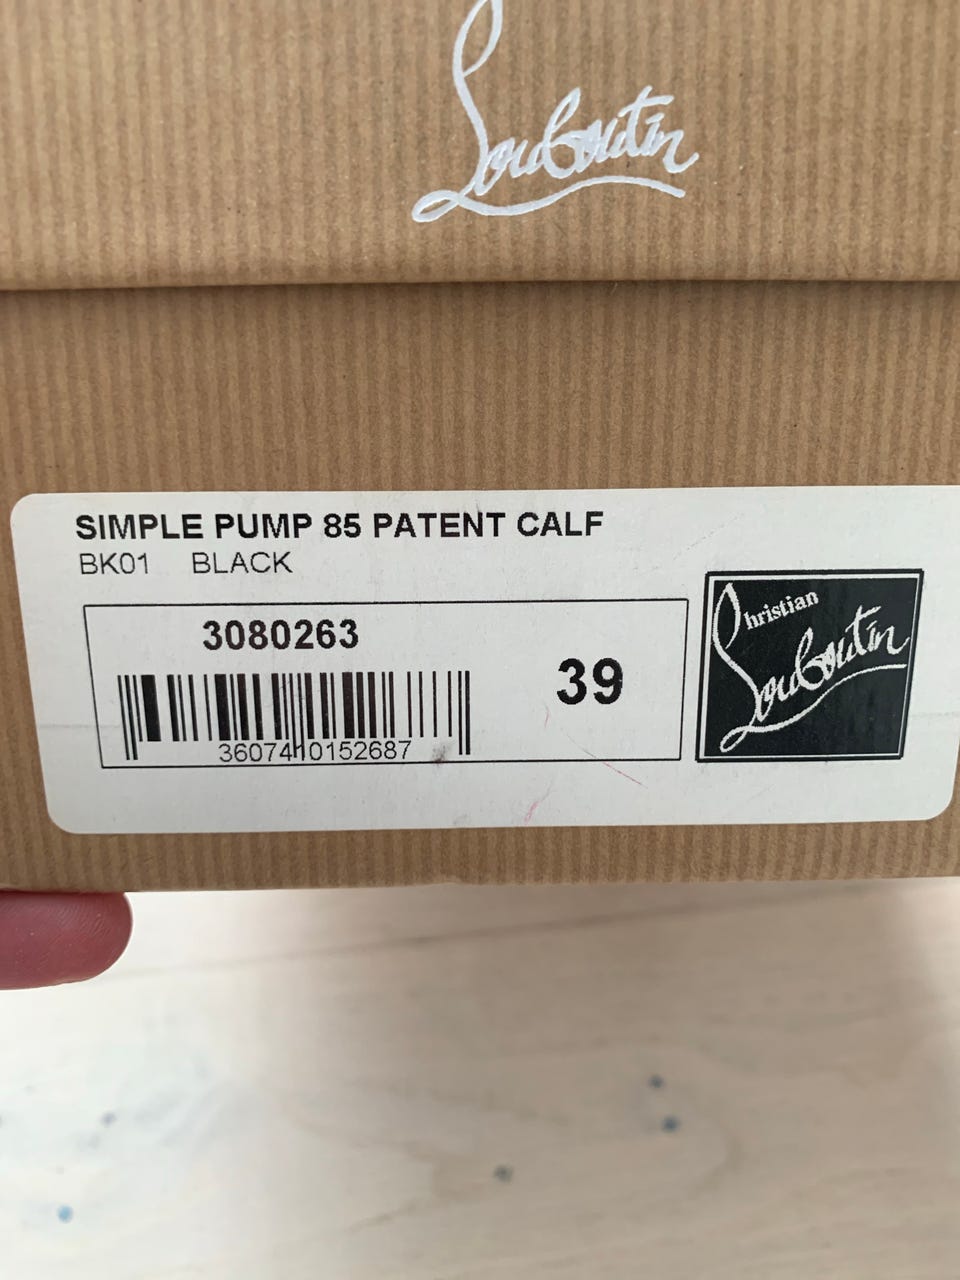 Louboutin
SIMPLE PUMP 85 PATENT CALF
BK01 BLACK
3080263
39
3607410152687
Christian
Louboutin